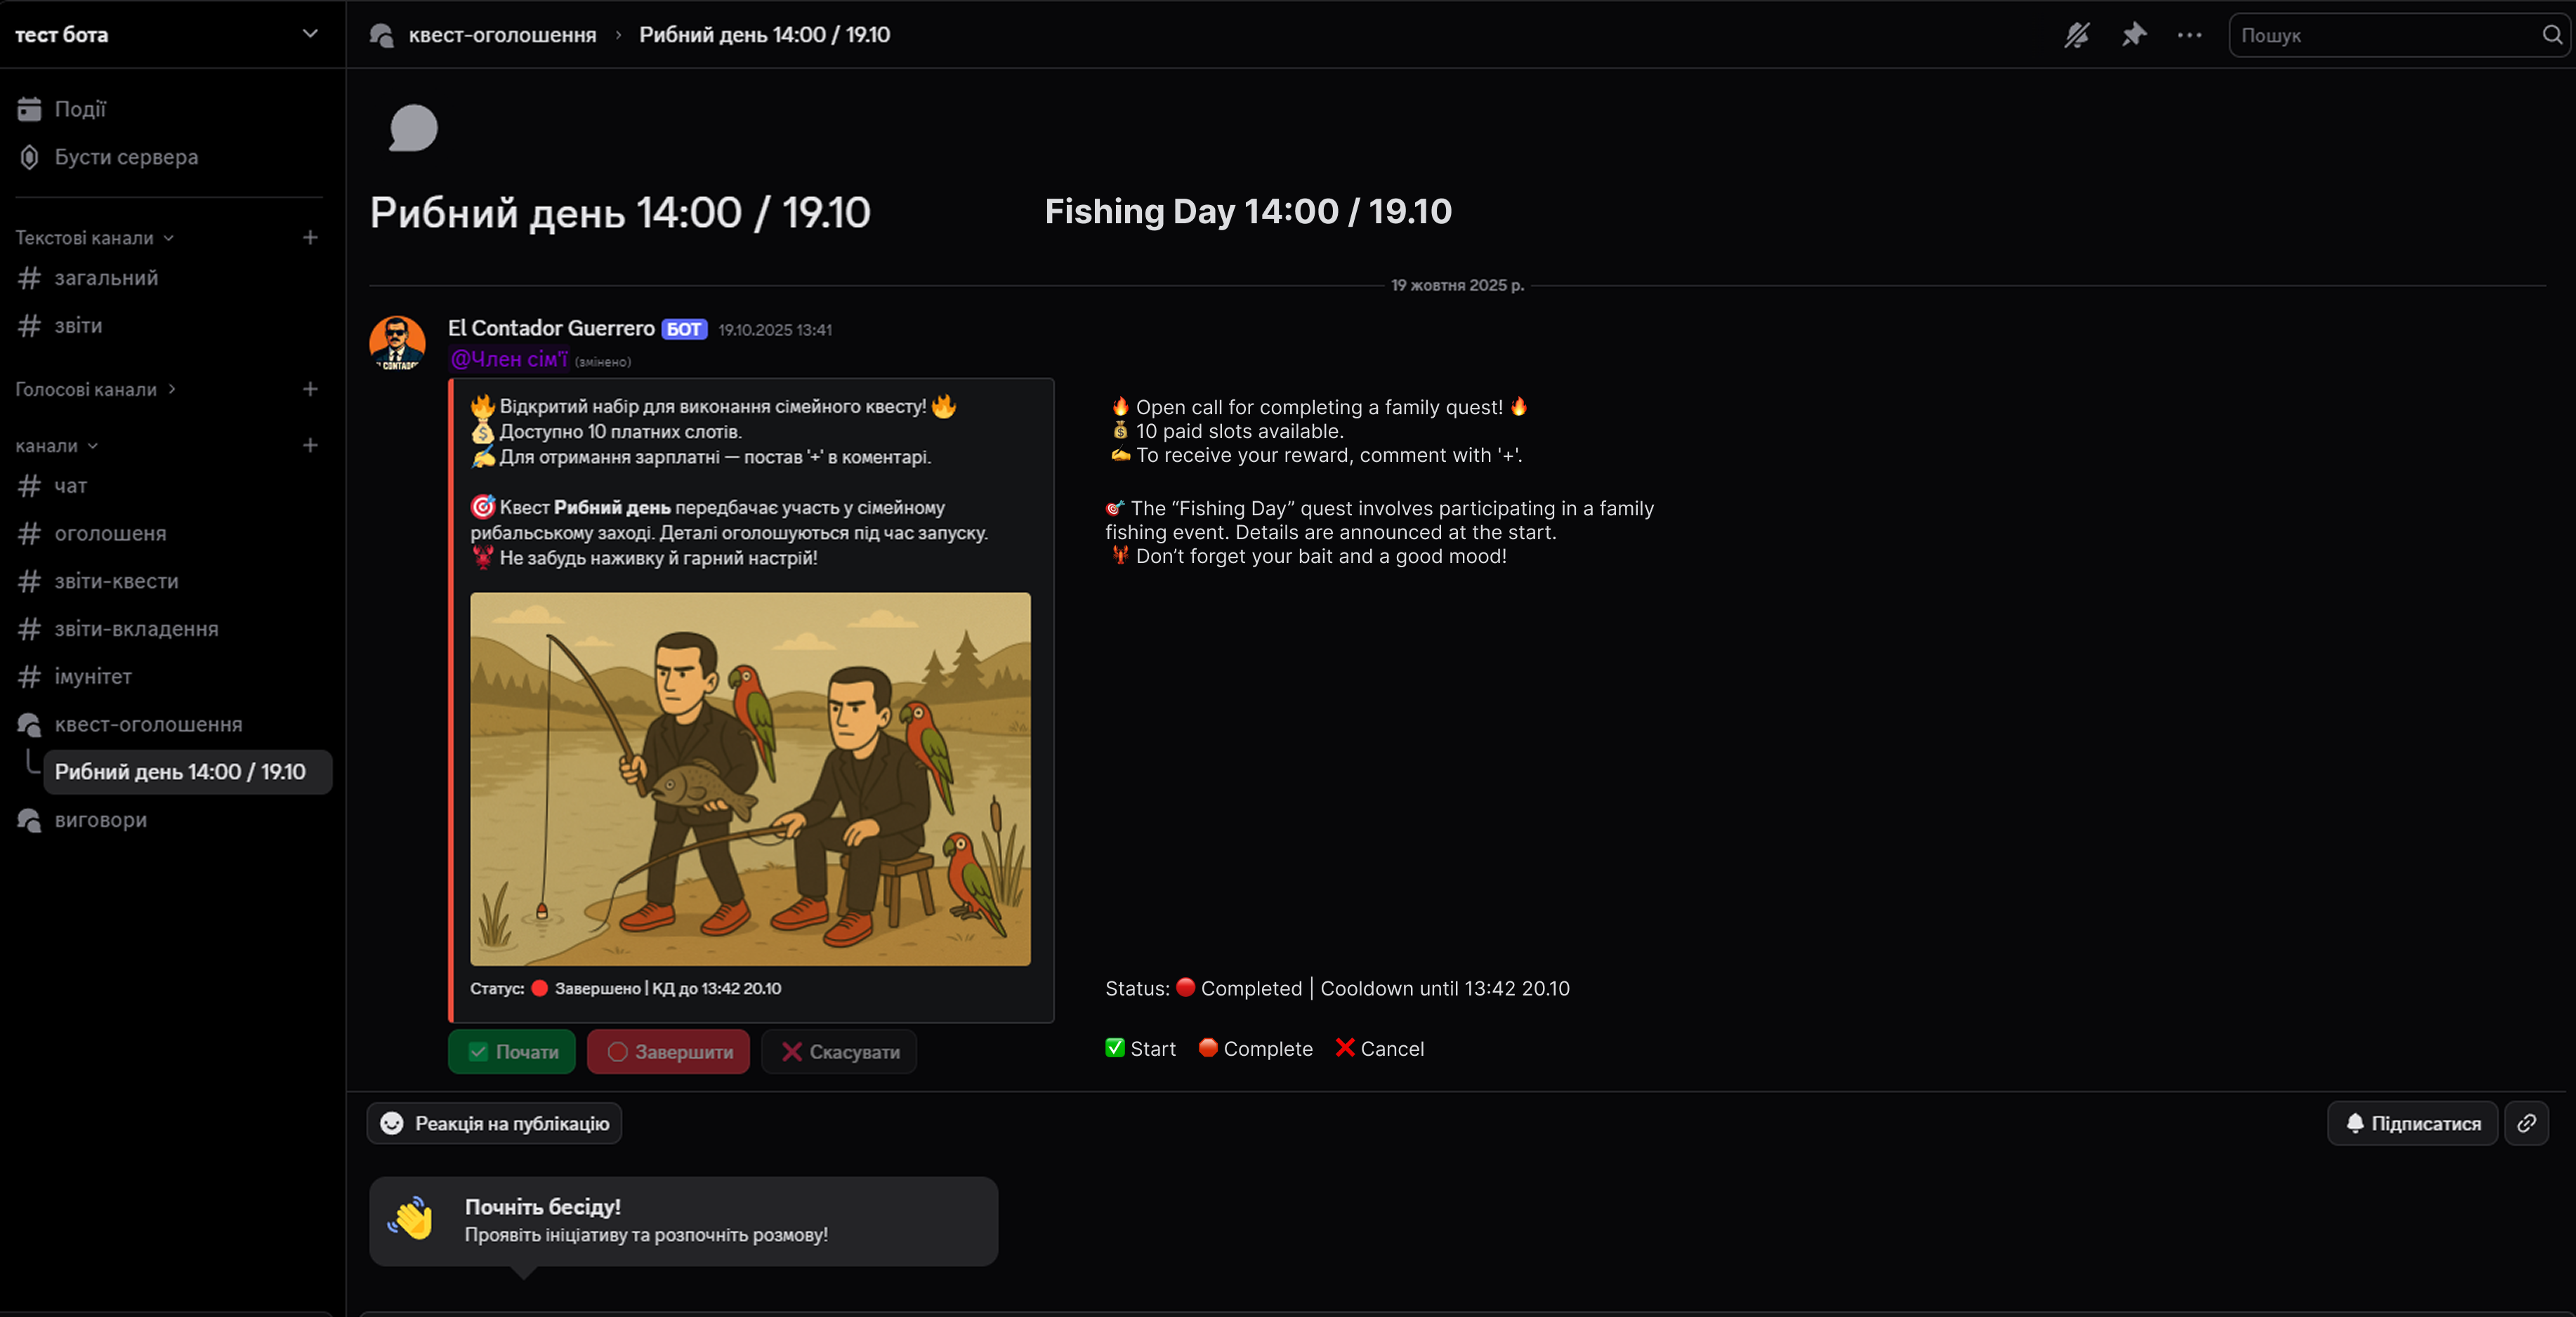 тест бота
Події
Бусти сервера
Текстові канали
загальний
звіти
Голосові канали
канали
чат
оголошеня
звіти-квести
звіти-вкладення
імунітет
квест-оголошення
Рибний день 14:00 / 19.10
виговори
квест-оголошення › Рибний день 14:00 / 19.10
Пошук
Рибний день 14:00 / 19.10
Fishing Day 14:00 / 19.10
19 жовтня 2025 р.
El Contador Guerrero БОТ 19.10.2025 13:41
@Член сім'ї (змінено)
🔥 Відкритий набір для виконання сімейного квесту! 🔥
💰 Доступно 10 платних слотів.
✍️ Для отримання зарплатні — постав '+' в коментарі.
🎯 Квест Рибний день передбачає участь у сімейному
рибальському заході. Деталі оголошуються під час запуску.
🦞 Не забудь наживку й гарний настрій!
Статус: 🔴 Завершено | КД до 13:42 20.10
✅ Почати 🛑 Завершити ❌ Скасувати
🔥 Open call for completing a family quest! 🔥
💰 10 paid slots available.
✍️ To receive your reward, comment with '+'.
🎯 The “Fishing Day” quest involves participating in a family
fishing event. Details are announced at the start.
🦞 Don’t forget your bait and a good mood!
Status: 🔴 Completed | Cooldown until 13:42 20.10
✅ Start 🛑 Complete ❌ Cancel
Реакція на публікацію
Підписатися
Почніть бесіду!
Проявіть ініціативу та розпочніть розмову!